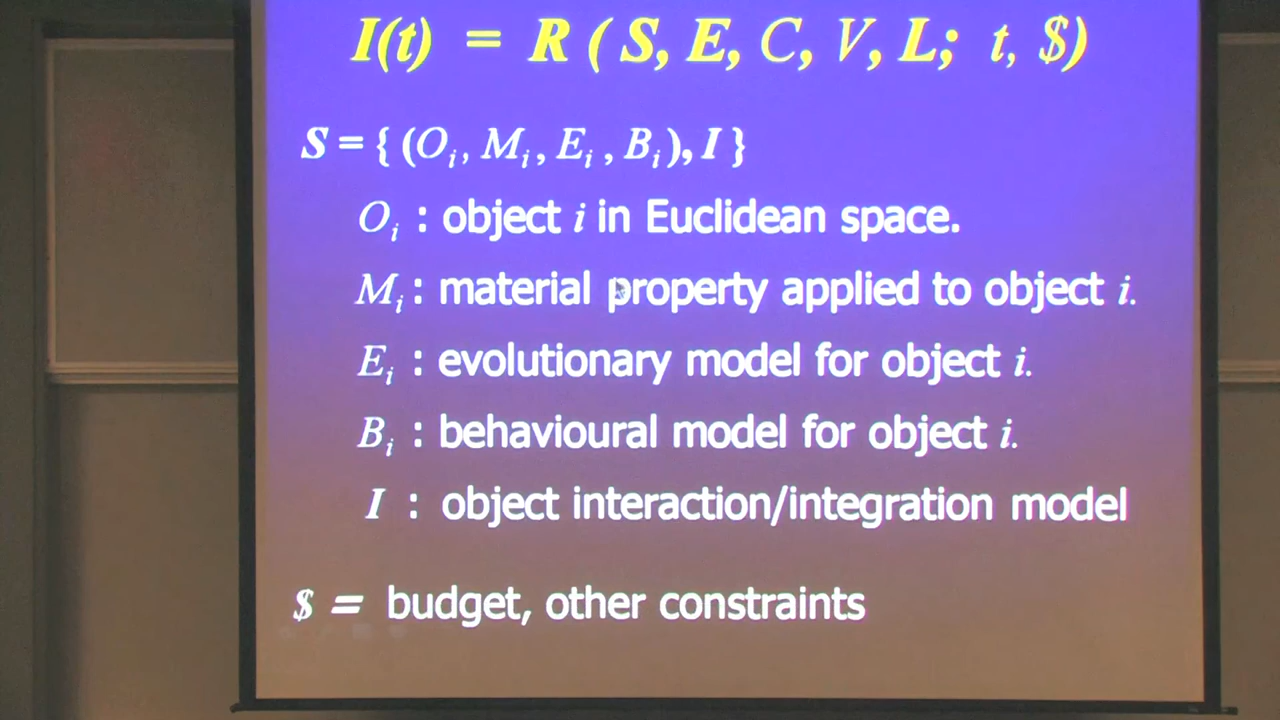 I(t) = R ( S, E, C, V, L; t, $)
S = { (Oi, Mi, Ei, Bi), I }
Oi : object i in Euclidean space.
Mi : material property applied to object i.
Ei : evolutionary model for object i.
Bi : behavioural model for object i.
I : object interaction/integration model
$ = budget, other constraints